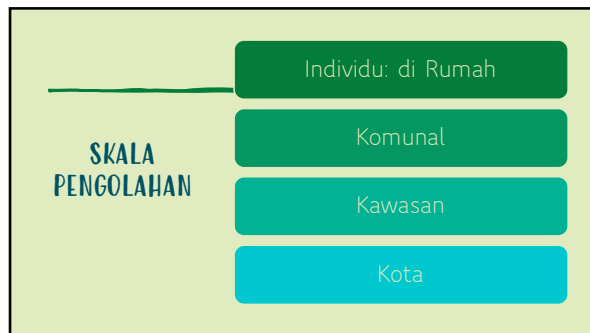 SKALA
PENGOLAHAN
Individu: di Rumah
Komunal
Kawasan
Kota